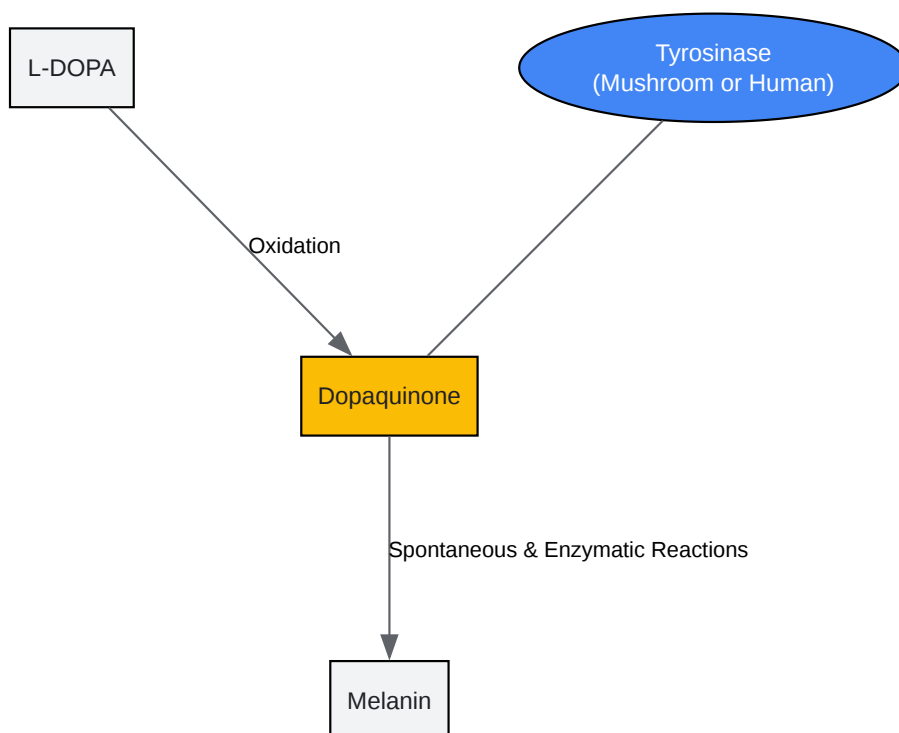 L-DOPA
Tyrosinase
(Mushroom or Human)
Oxidation
Dopaquinone
Spontaneous & Enzymatic Reactions
Melanin